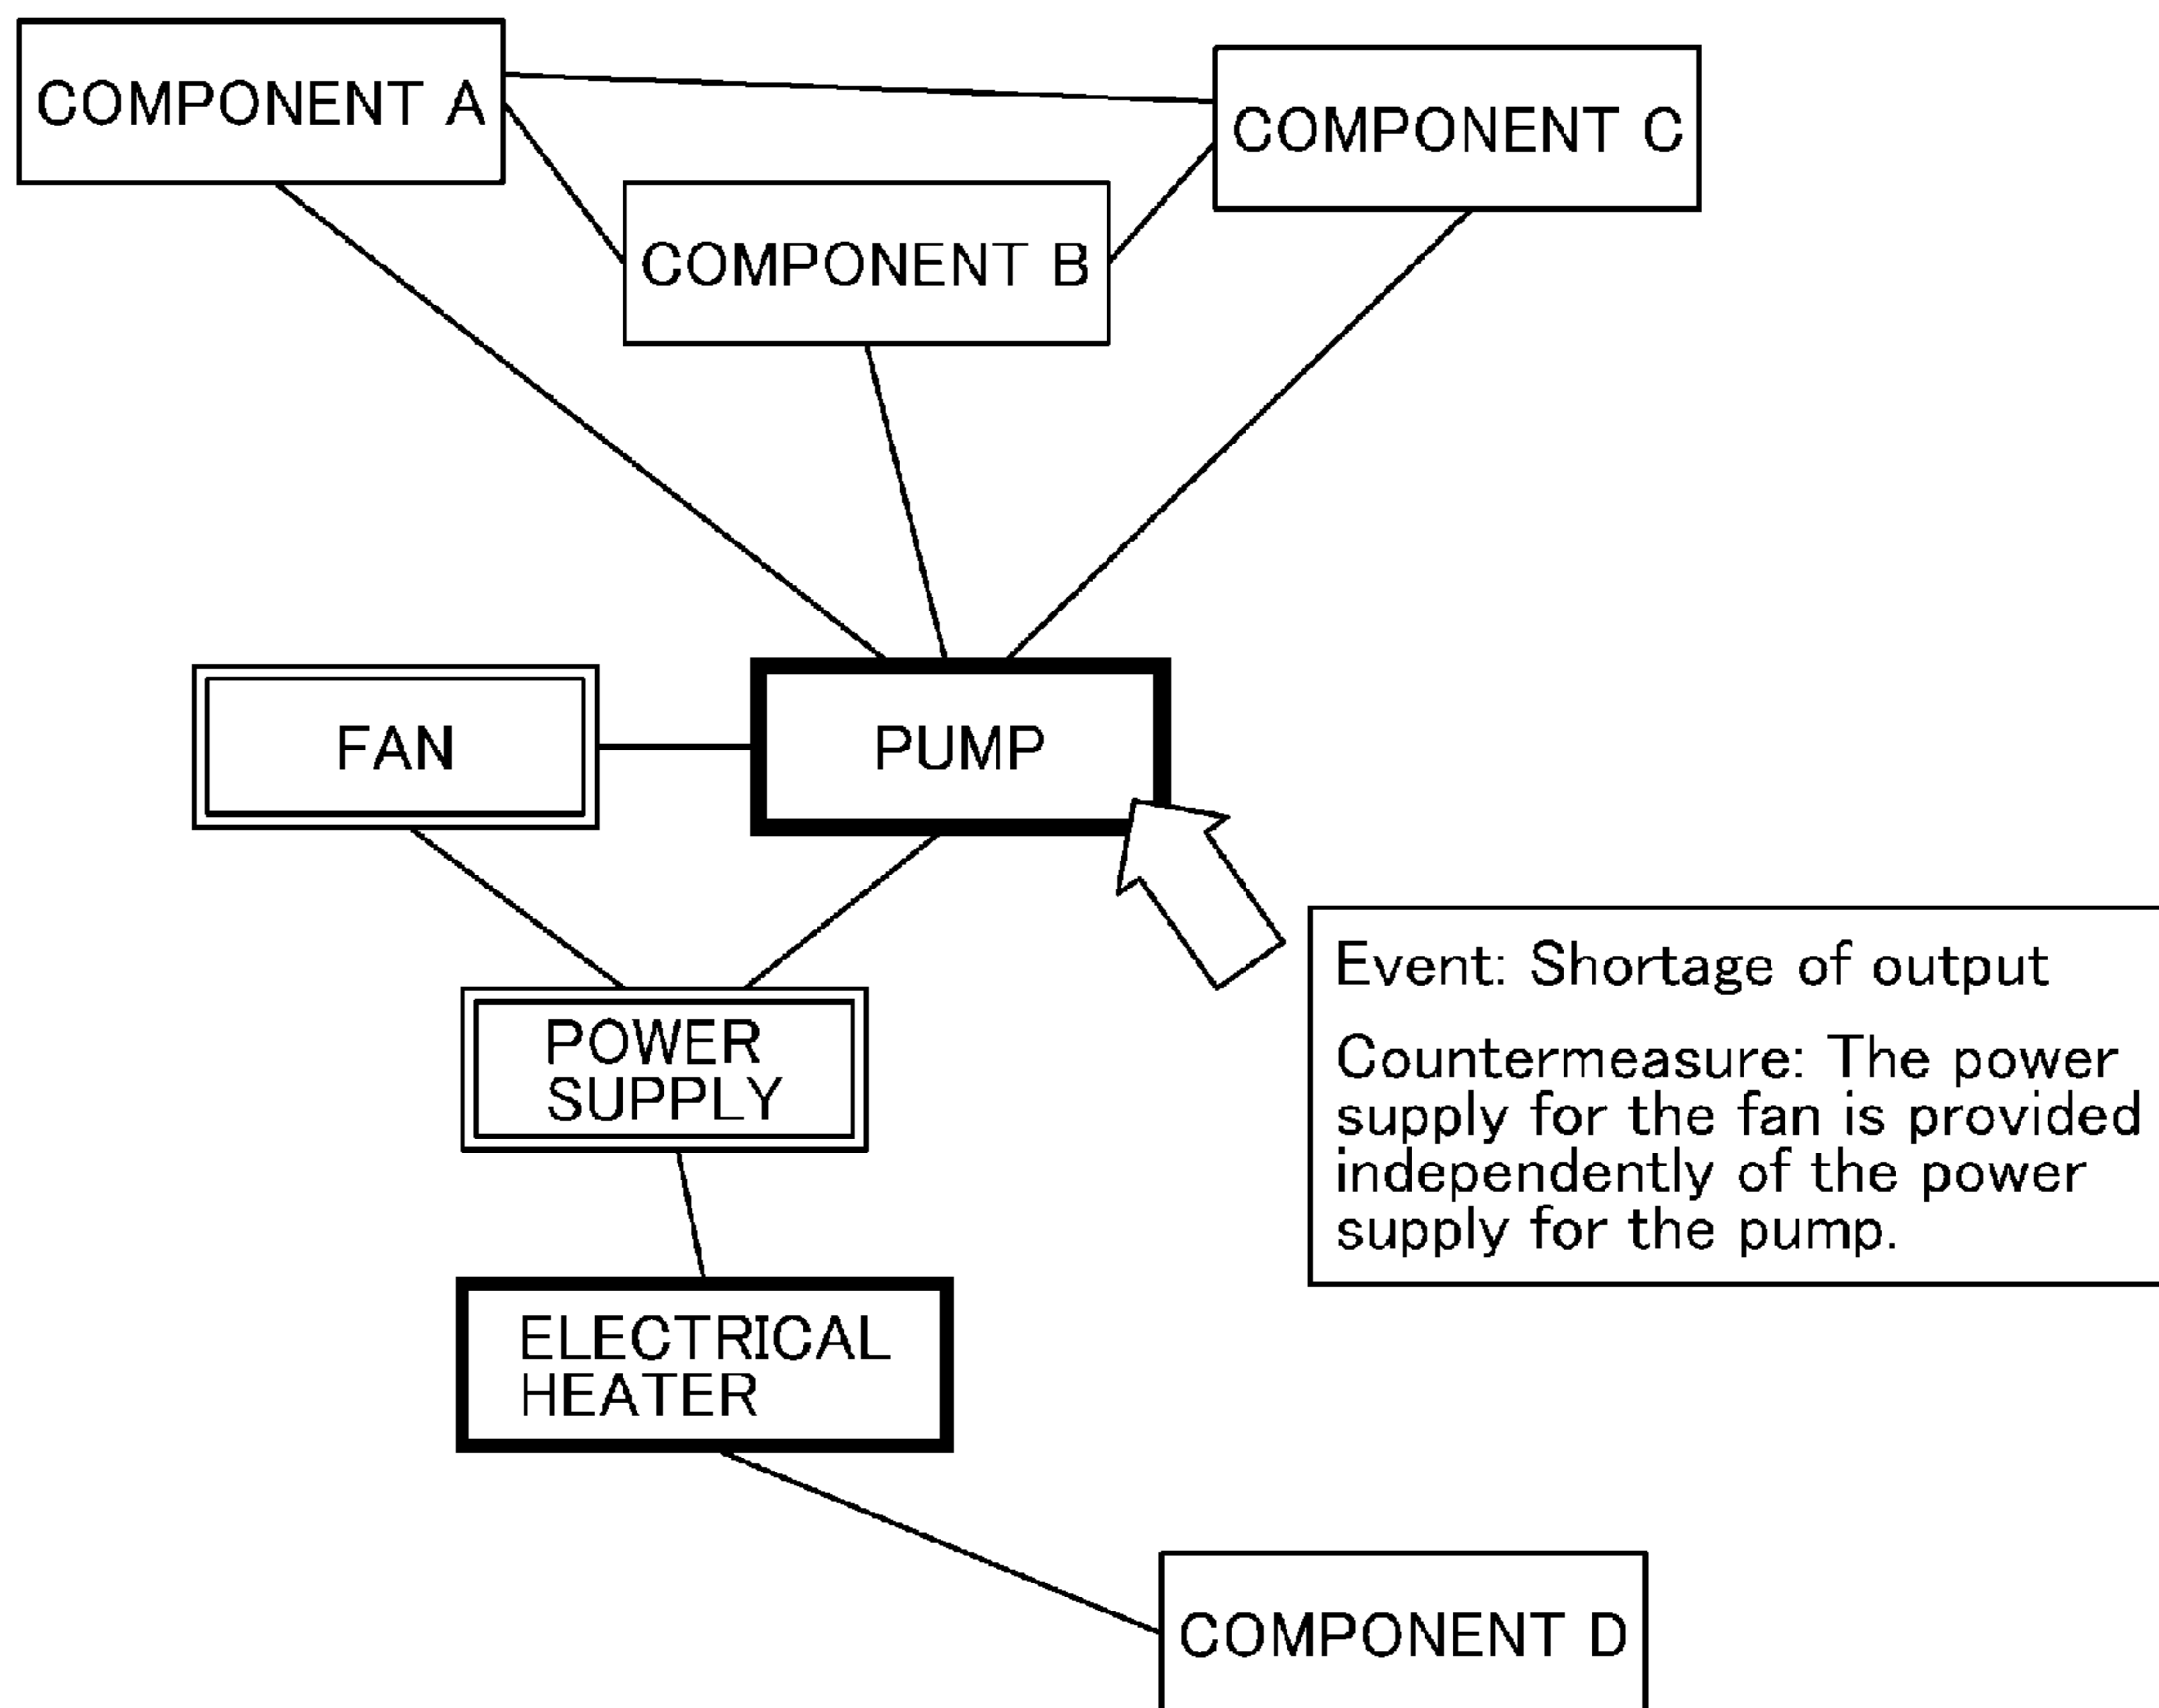 COMPONENT A
COMPONENT C
COMPONENT B
FAN
PUMP
POWER
SUPPLY
Event: Shortage of output
Countermeasure: The power
supply for the fan is provided
independently of the power
supply for the pump.
ELECTRICAL
HEATER
COMPONENT D